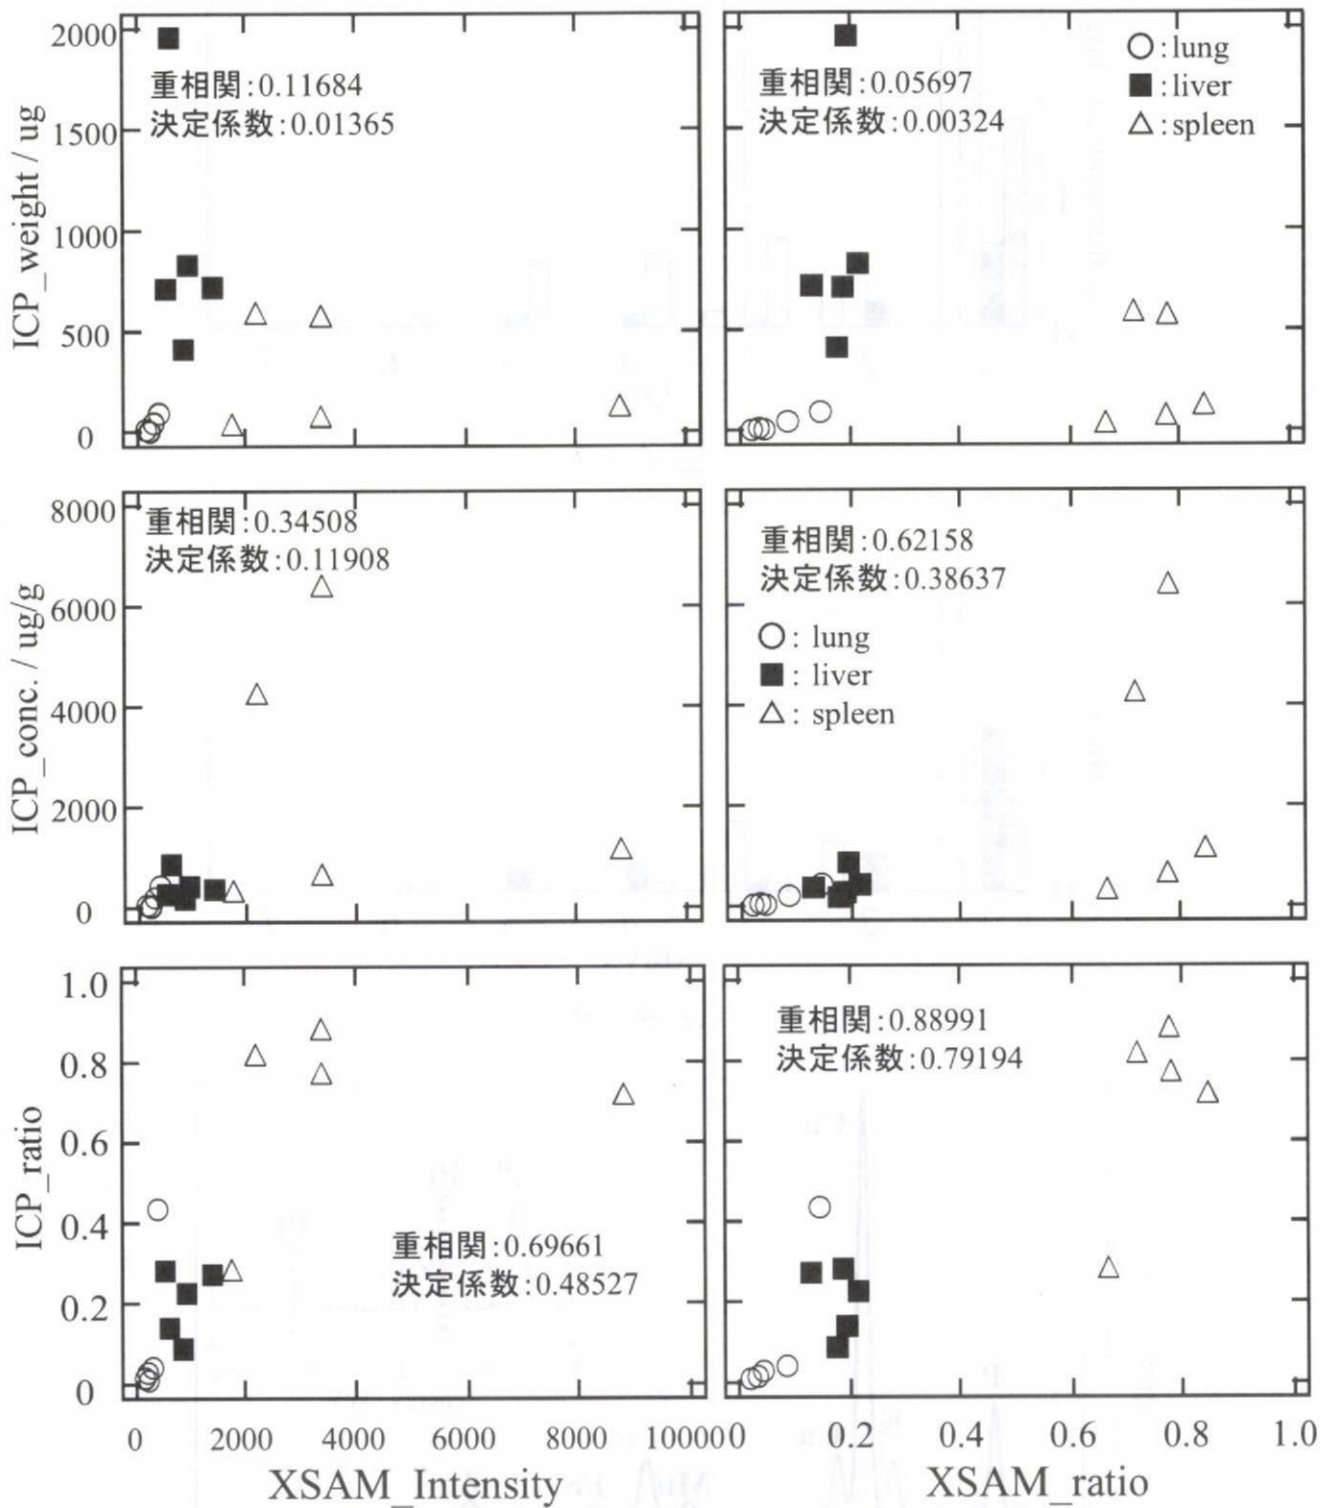 2000
1500
1000
500
0
ICP_weight / ug
重相関:0.11684
決定係数:0.01365
重相関:0.05697
決定係数:0.00324
○:lung
■:liver
△:spleen
8000
6000
4000
2000
0
ICP_conc. / ug/g
重相関:0.34508
決定係数:0.11908
重相関:0.62158
決定係数:0.38637
○: lung
■: liver
△: spleen
1.0
0.8
0.6
0.4
0.2
0
ICP_ratio
重相関:0.69661
決定係数:0.48527
重相関:0.88991
決定係数:0.79194
0 2000 4000 6000 8000 10000
0 0.2 0.4 0.6 0.8 1.0
XSAM_Intensity
XSAM_ratio